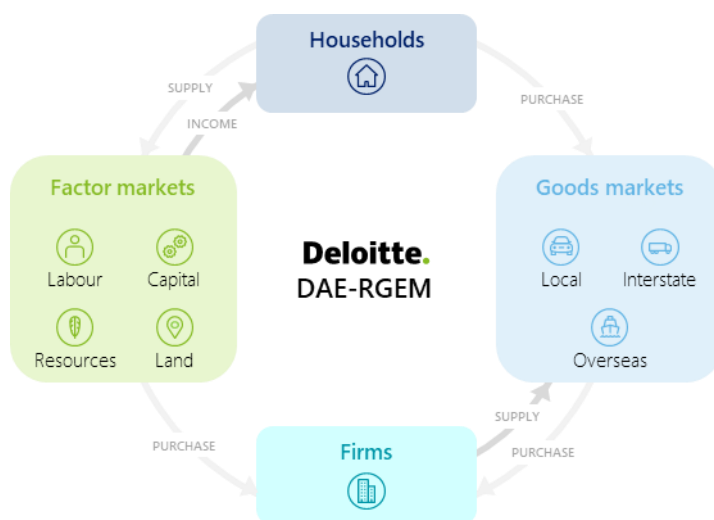 Households
SUPPLY
PURCHASE
INCOME
Factor markets
Labour
Capital
Resources
Land
Deloitte.
DAE-RGEM
Goods markets
Local
Interstate
Overseas
PURCHASE
SUPPLY
PURCHASE
Firms